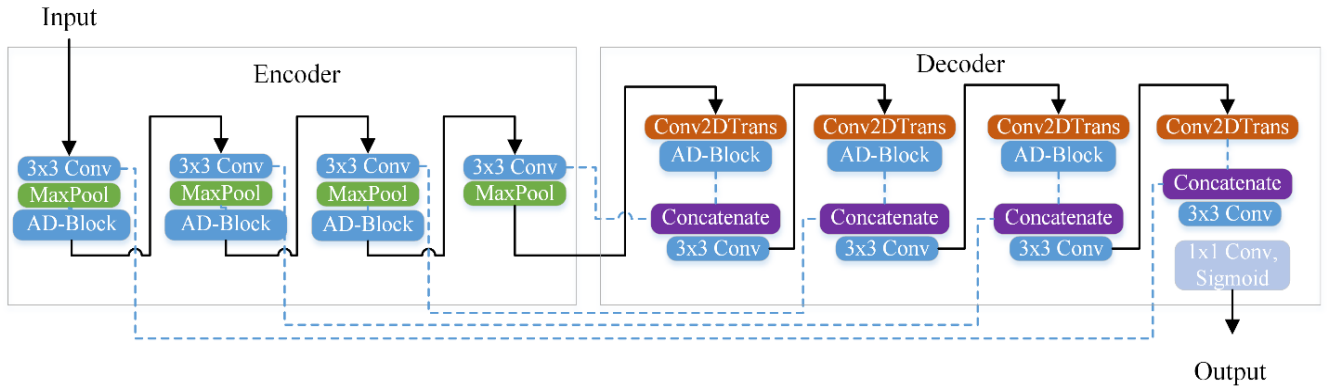 Input
Encoder
3x3 Conv
MaxPool
AD-Block
3x3 Conv
MaxPool
AD-Block
3x3 Conv
MaxPool
AD-Block
3x3 Conv
MaxPool
Decoder
Conv2DTrans
AD-Block
Concatenate
3x3 Conv
Conv2DTrans
AD-Block
Concatenate
3x3 Conv
Conv2DTrans
AD-Block
Concatenate
3x3 Conv
Conv2DTrans
Concatenate
3x3 Conv
1x1 Conv,
Sigmoid
Output